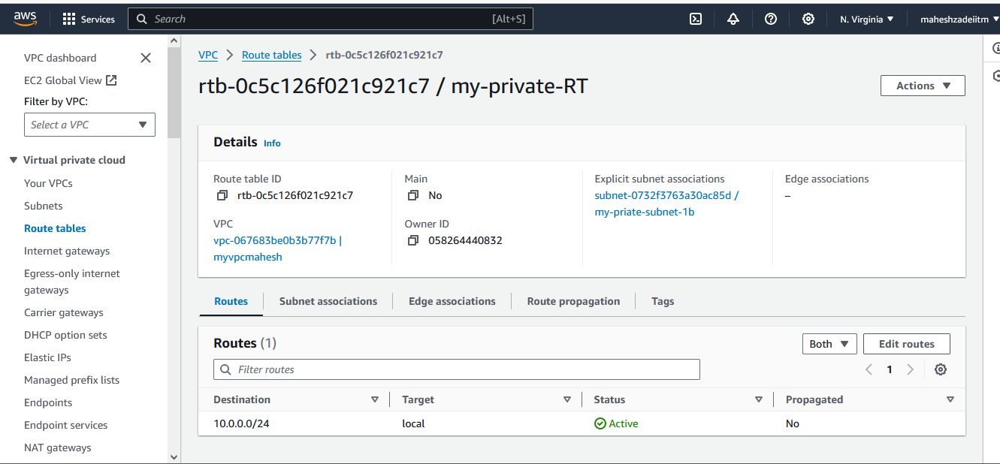 aws
Services
Search
[Alt+S]
N. Virginia
maheshzadeiitm
VPC dashboard
EC2 Global View
Filter by VPC:
Select a VPC
Virtual private cloud
Your VPCs
Subnets
Route tables
Internet gateways
Egress-only internet
gateways
Carrier gateways
DHCP option sets
Elastic IPs
Managed prefix lists
Endpoints
Endpoint services
NAT gateways
VPC
Route tables
rtb-0c5c126f021c921c7
rtb-0c5c126f021c921c7 / my-private-RT
Actions
Details Info
Route table ID
rtb-0c5c126f021c921c7
VPC
vpc-067683be0b3b77f7b |
myvpcmahesh
Main
No
Owner ID
058264440832
Explicit subnet associations
subnet-0732f3763a30ac85d /
my-priate-subnet-1b
Edge associations
–
Routes
Subnet associations
Edge associations
Route propagation
Tags
Routes (1)
Both
Edit routes
Filter routes
1
Destination
Target
Status
Propagated
10.0.0.0/24
local
Active
No